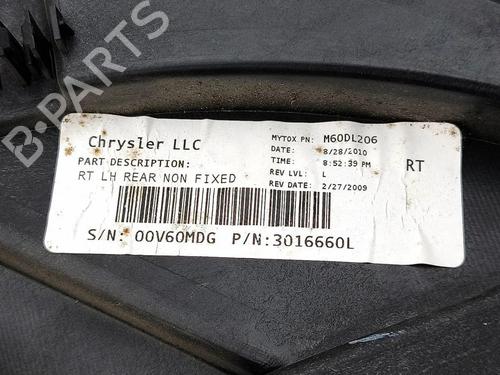 Chrysler LLC
PART DESCRIPTION:
RT LH REAR NON FIXED
MYTOX PN: M60DL206
DATE: 8/28/2010
TIME: 8:52:39 PM
REV LVL: L
REV DATE: 2/27/2009
RT
S/N: 00V60MDG P/N:3016660L
B-PARTS